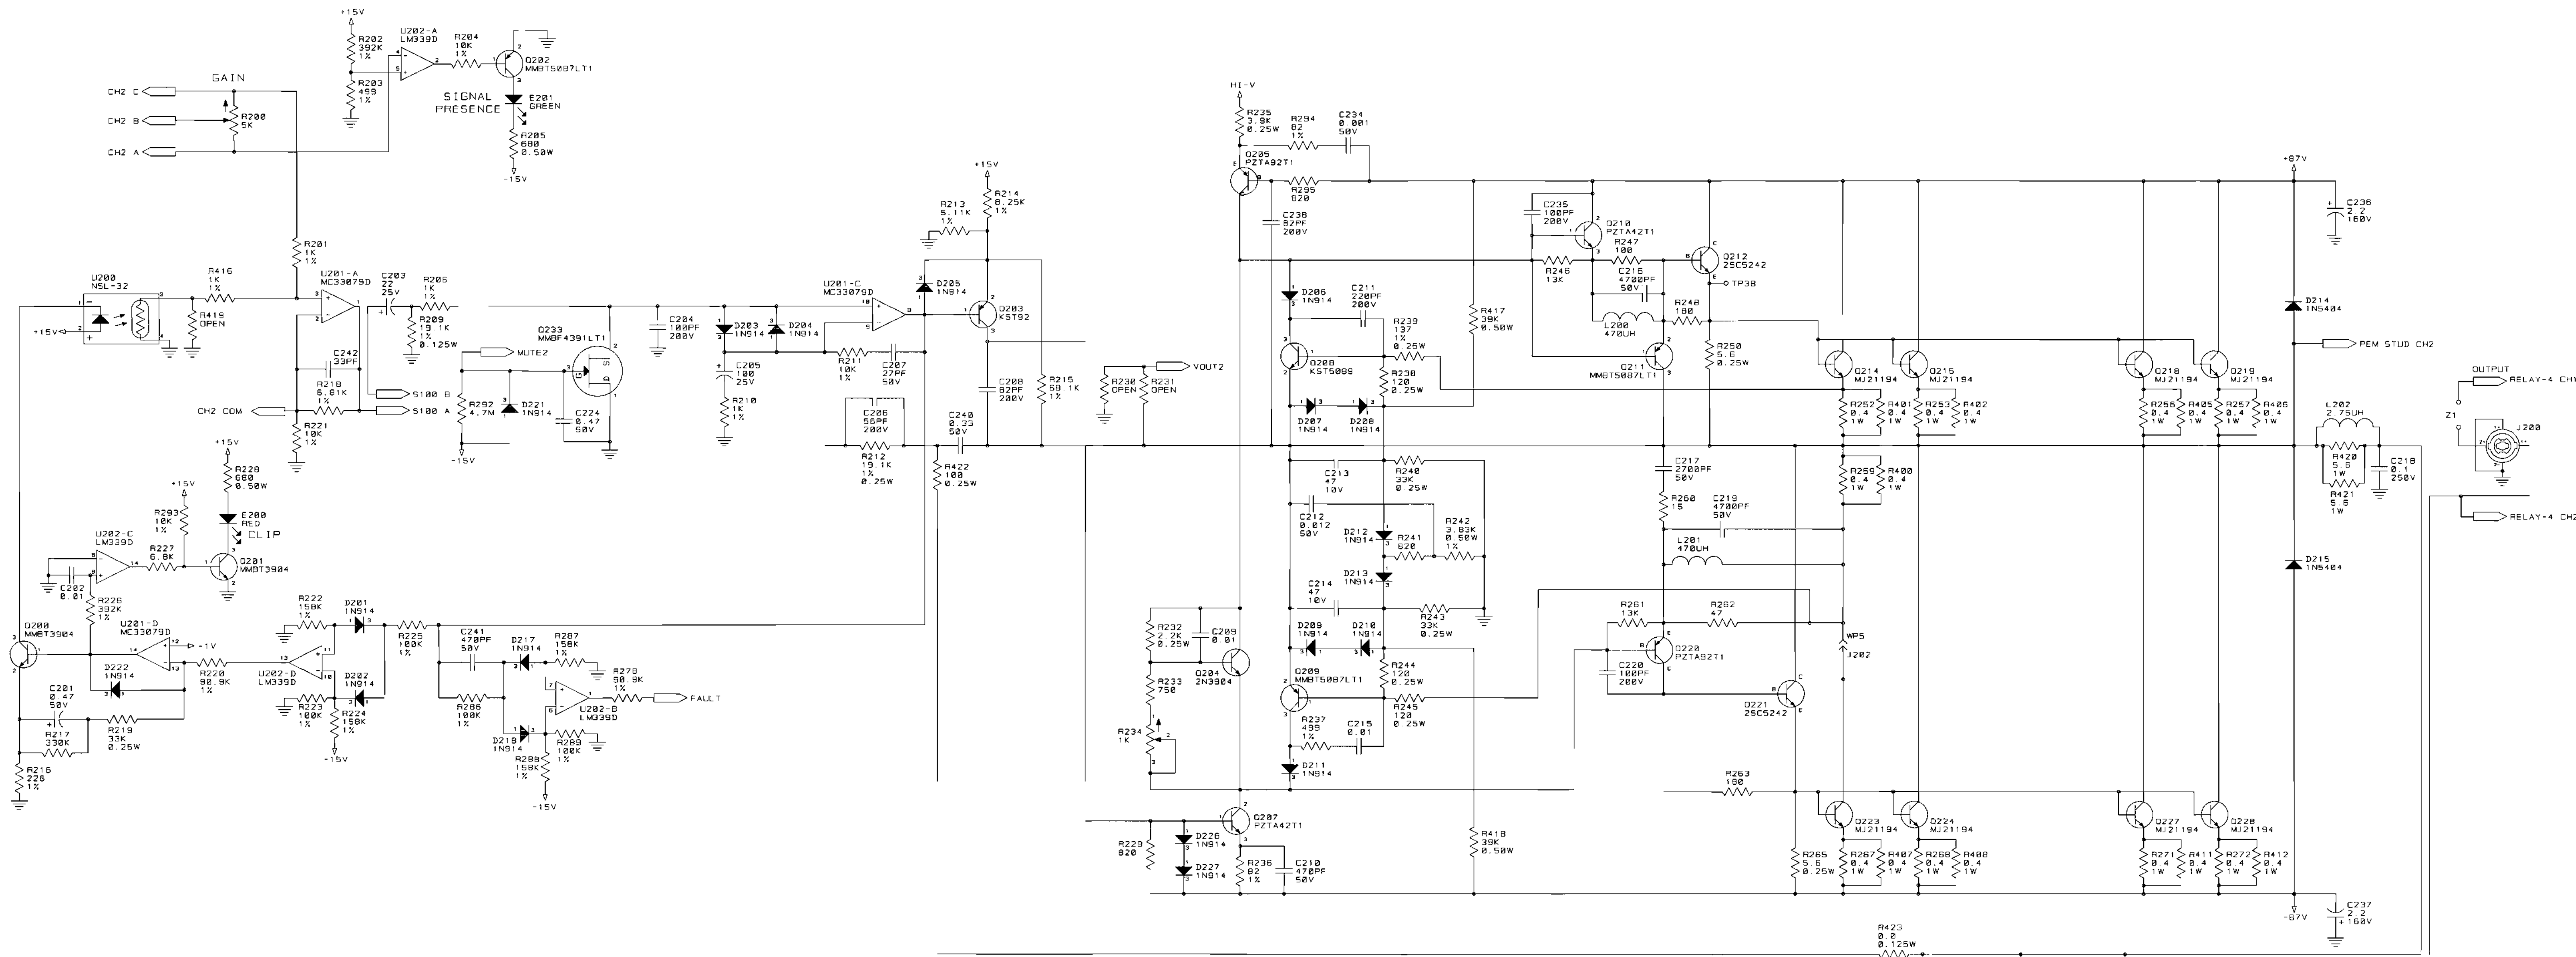 +15V
R202
392K
1%
U202-A
LM339D
R204
10K
1%
Q202
MMBT5087LT1
R203
499
1%
GAIN
CH2 C
R200
5K
CH2 B
CH2 A
SIGNAL
PRESENCE
E201
GREEN
R205
680
0.50W
-15V
R201
1K
1%
U200
NSL-32
+15V
R416
1K
1%
R419
OPEN
U201-A
MC33079D
C203
22
25V
R206
1K
1%
R209
19.1K
1%
0.125W
C242
33PF
R218
6.81K
1%
CH2 COM
S100 B
S100 A
R221
10K
1%
MUTE2
Q233
MMBF4391LT1
R292
4.7M
D221
1N914
C224
0.47
50V
-15V
C204
100PF
200V
D203
1N914
D204
1N914
C205
100
25V
R210
1K
1%
U201-C
MC33079D
R211
10K
1%
C207
27PF
50V
C206
56PF
200V
R212
19.1K
1%
0.25W
R213
5.11K
1%
+15V
R214
8.25K
1%
D205
1N914
Q203
KST92
C208
82PF
200V
R215
68.1K
1%
C240
0.33
50V
R422
100
0.25W
VOUT2
R230
OPEN
R231
OPEN
+15V
R228
680
0.50W
E200
RED
CLIP
+15V
R293
10K
1%
U202-C
LM339D
R227
6.8K
Q201
MMBT3904
C202
0.01
R226
392K
1%
Q200
MMBT3904
U201-D
MC33079D
-1V
D222
1N914
R220
90.9K
1%
C201
0.47
50V
R217
330K
R219
33K
0.25W
R216
226
1%
R222
158K
1%
D201
1N914
U202-D
LM339D
R223
100K
1%
R224
158K
1%
D202
1N914
-15V
R225
100K
1%
C241
470PF
50V
D217
1N914
R287
158K
1%
R286
100K
1%
D218
1N914
U202-B
LM339D
R278
90.9K
1%
FAULT
R289
100K
1%
R288
158K
1%
-15V
HI-V
R235
3.9K
0.25W
R294
82
1%
C234
0.001
50V
Q205
PZTA92T1
R295
820
C238
82PF
200V
D206
1N914
C211
220PF
200V
R239
137
1%
0.25W
Q208
KST5089
R238
120
0.25W
D207
1N914
D208
1N914
R417
39K
0.50W
C235
100PF
200V
Q210
PZTA42T1
R246
13K
R247
100
C216
4700PF
50V
L200
470UH
R248
180
Q212
2SC5242
TP3B
R250
5.6
0.25W
Q211
MMBT5087LT1
Q214
MJ21194
Q215
MJ21194
Q218
MJ21194
Q219
MJ21194
R252
0.4
1W
R401
0.4
1W
R253
0.4
1W
R402
0.4
1W
R256
0.4
1W
R405
0.4
1W
R257
0.4
1W
R406
0.4
1W
+87V
C236
2.2
160V
D214
1N5404
PEM STUD CH2
D215
1N5404
OUTPUT
RELAY-4 CH1
Z1
J200
RELAY-4 CH2
L202
2.75UH
R420
5.6
1W
R421
5.6
1W
C218
0.1
250V
C213
47
10V
R240
33K
0.25W
C212
0.012
50V
D212
1N914
R241
620
R242
3.83K
0.50W
1%
D213
1N914
C214
47
10V
R243
33K
0.25W
D209
1N914
D210
1N914
R244
120
0.25W
Q209
MMBT5087LT1
R245
120
0.25W
R237
499
1%
C215
0.01
D211
1N914
R232
2.2K
0.25W
C209
0.01
R233
750
Q204
2N3904
R234
1K
Q207
PZTA42T1
R229
820
D226
1N914
D227
1N914
R236
82
1%
C210
470PF
50V
R418
39K
0.50W
C217
2700PF
50V
R260
15
C219
4700PF
50V
L201
470UH
R259
0.4
1W
R400
0.4
1W
R261
13K
R262
47
Q220
PZTA92T1
C220
100PF
200V
WP5
J202
Q221
2SC5242
R263
180
R265
5.6
0.25W
Q223
MJ21194
Q224
MJ21194
Q227
MJ21194
Q228
MJ21194
R267
0.4
1W
R407
0.4
1W
R268
0.4
1W
R408
0.4
1W
R271
0.4
1W
R411
0.4
1W
R272
0.4
1W
R412
0.4
1W
-87V
C237
2.2
160V
R423
0.0
0.125W